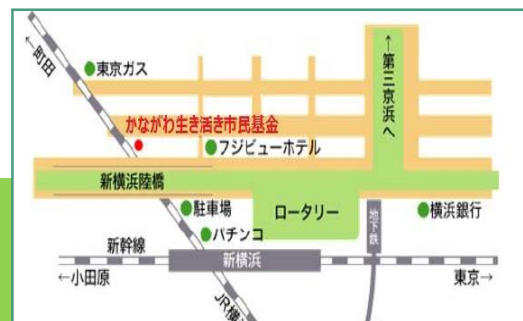 ←町田
東京ガス
↑第三京浜へ
かながわ生き活き市民基金
フジビューホテル
新横浜陸橋
駐車場
ロータリー
地下鉄
横浜銀行
パチンコ
新幹線
新横浜
←小田原
東京→
JR横